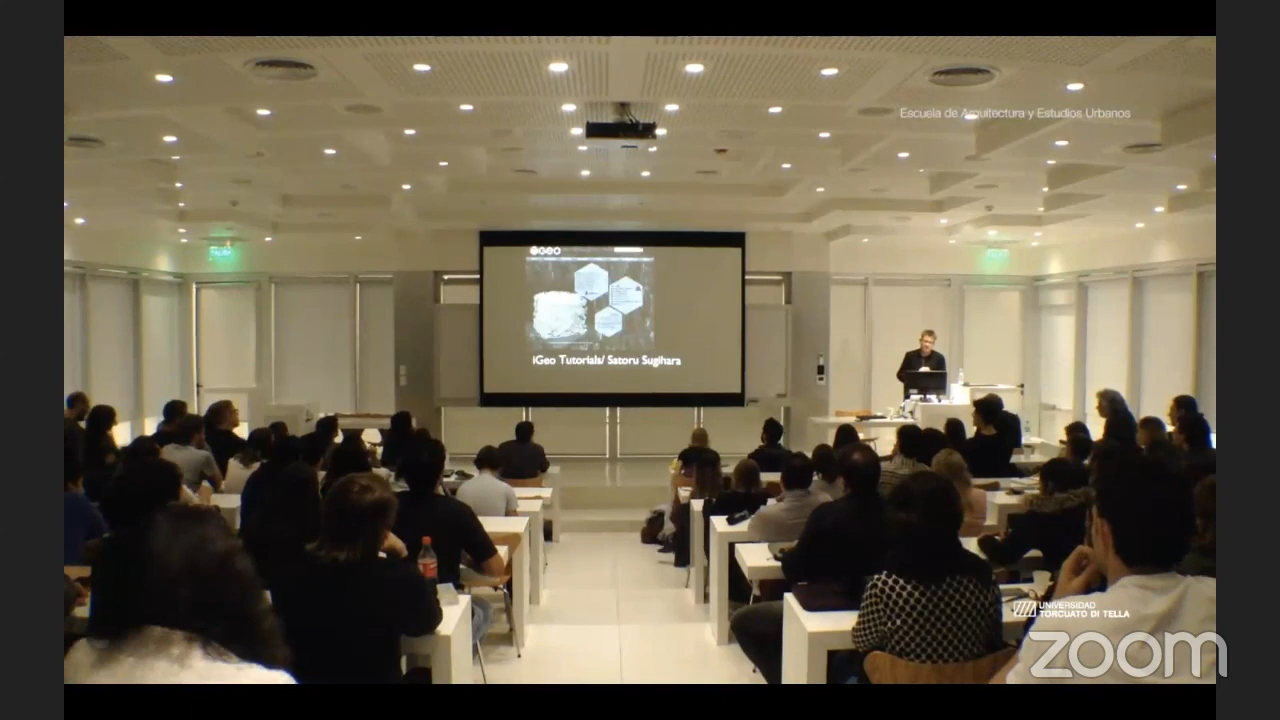 Escuela de Arquitectura y Estudios Urbanos
iGEO
iGeo Tutorials/ Satoru Sugihara
UNIVERSIDAD
TORCUATO DI TELLA
zoom